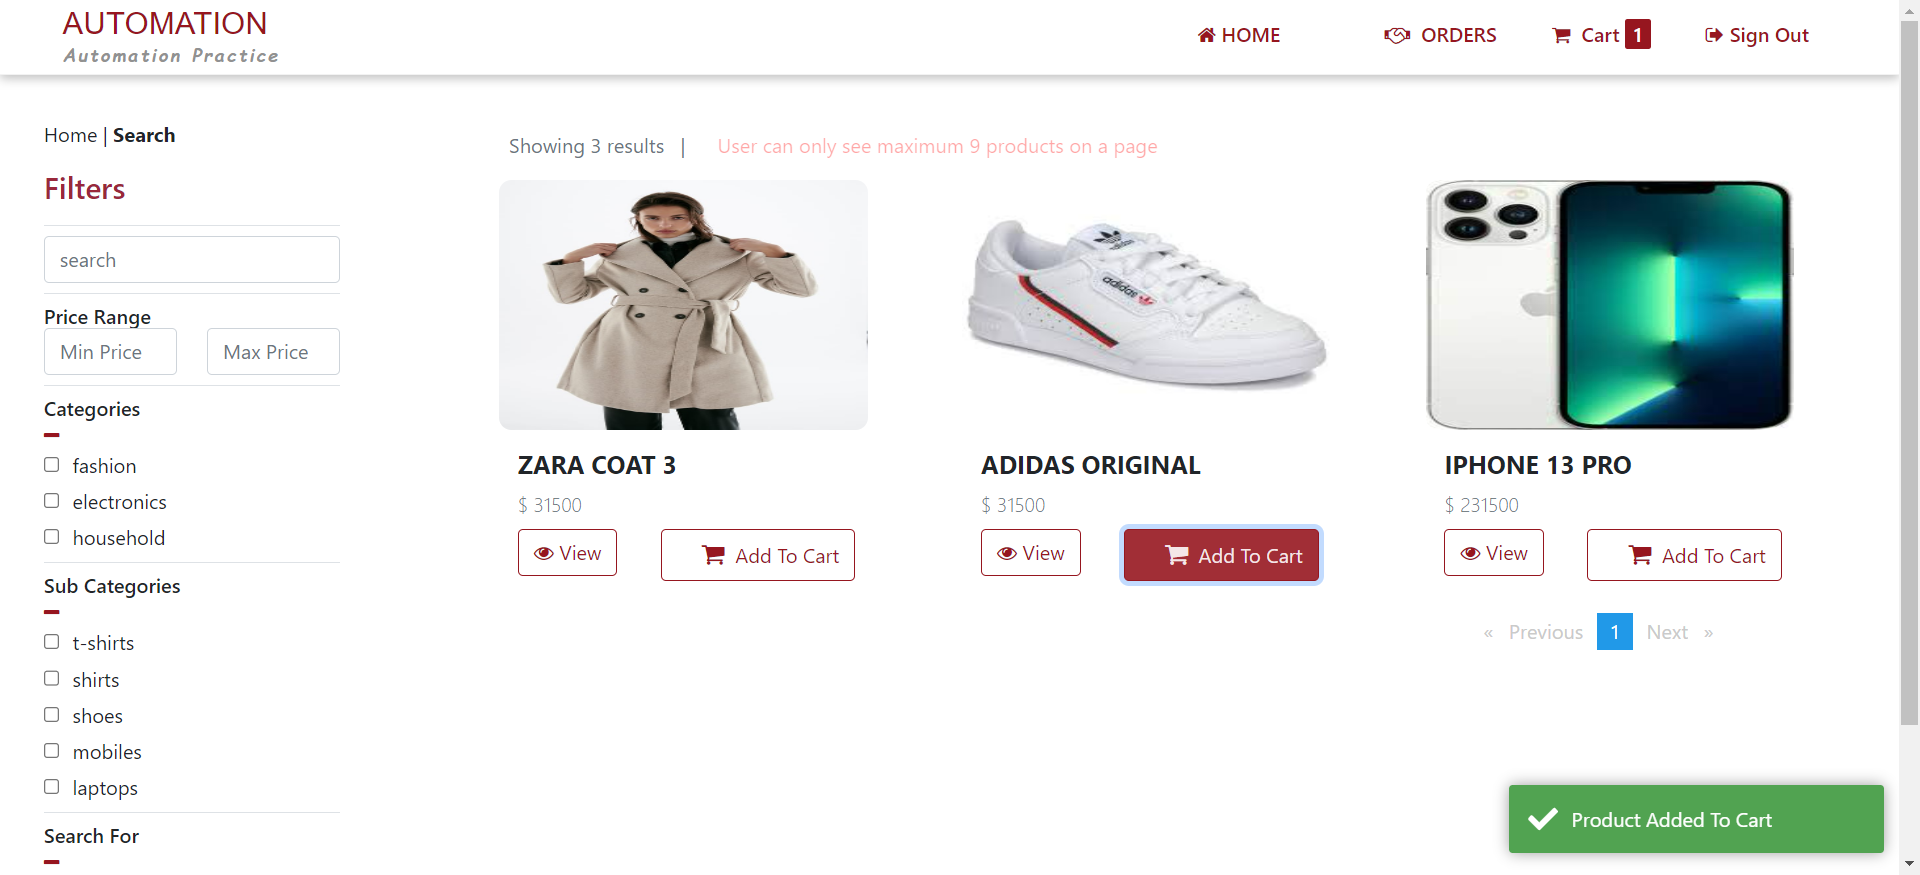 AUTOMATION
Automation Practice
HOME
ORDERS
Cart 1
Sign Out
Home | Search
Filters
search
Price Range
Min Price
Max Price
Categories
fashion
electronics
household
Sub Categories
t-shirts
shirts
shoes
mobiles
laptops
Search For
Showing 3 results |
User can only see maximum 9 products on a page
adidas
adidas
ZARA COAT 3
$ 31500
View
Add To Cart
ADIDAS ORIGINAL
$ 31500
View
Add To Cart
IPHONE 13 PRO
$ 231500
View
Add To Cart
« Previous 1 Next »
Product Added To Cart